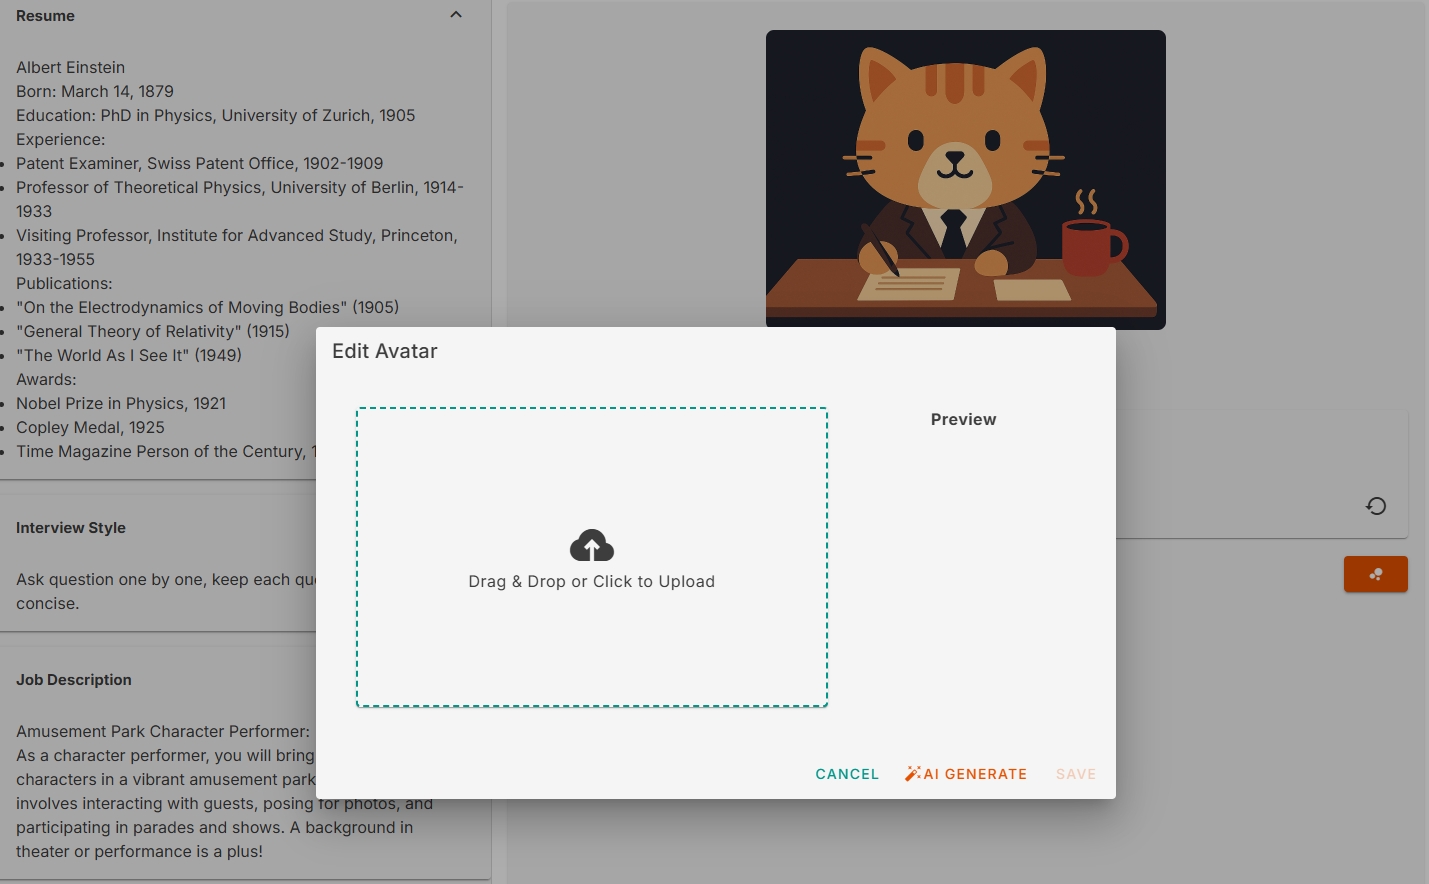 Resume
Albert Einstein
Born: March 14, 1879
Education: PhD in Physics, University of Zurich, 1905
Experience:
Patent Examiner, Swiss Patent Office, 1902-1909
Professor of Theoretical Physics, University of Berlin, 1914-
1933
Visiting Professor, Institute for Advanced Study, Princeton,
1933-1955
Publications:
"On the Electrodynamics of Moving Bodies" (1905)
"General Theory of Relativity" (1915)
"The World As I See It" (1949)
Awards:
Nobel Prize in Physics, 1921
Copley Medal, 1925
Time Magazine Person of the Century,
Interview Style
Ask question one by one, keep each
concise.
Job Description
Amusement Park Character Performer:
As a character performer, you will bring
characters in a vibrant amusement park
involves interacting with guests, posing for photos, and
participating in parades and shows. A background in
theater or performance is a plus!
Edit Avatar
Drag & Drop or Click to Upload
Preview
CANCEL
AI GENERATE
SAVE